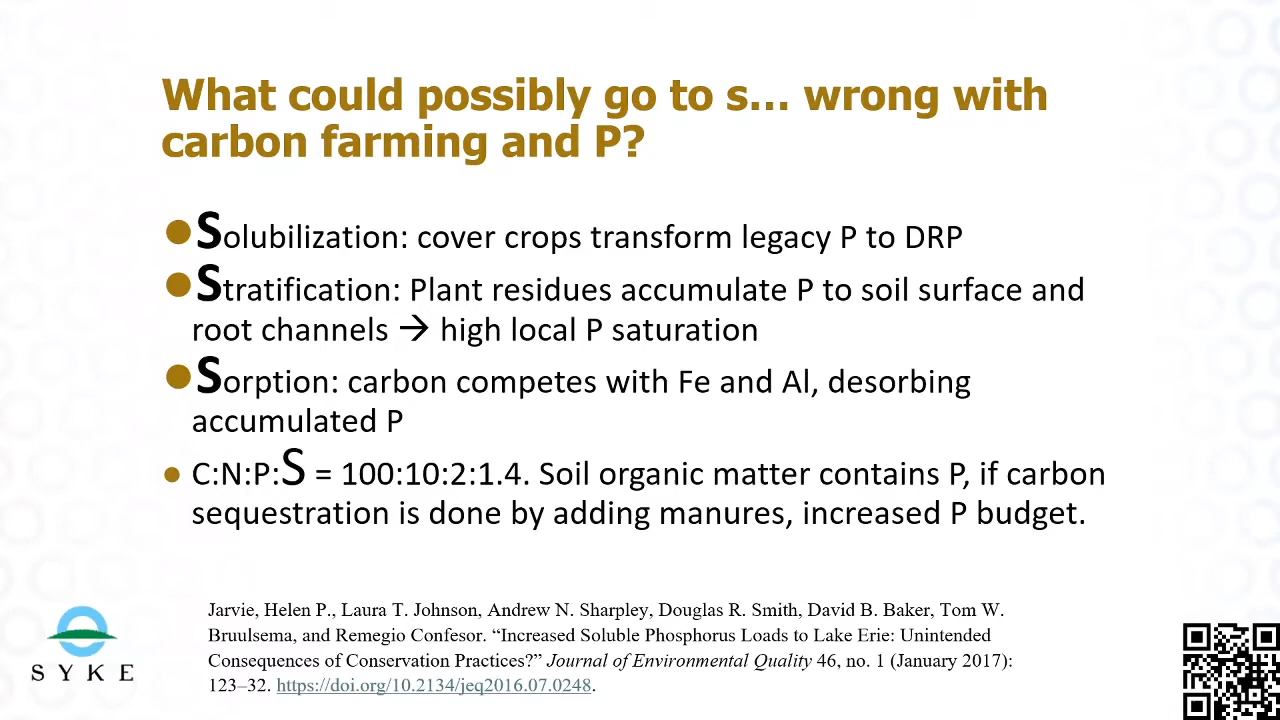 What could possibly go to s... wrong with
carbon farming and P?
●Solubilization: cover crops transform legacy P to DRP
●Stratification: Plant residues accumulate P to soil surface and
root channels → high local P saturation
●Sorption: carbon competes with Fe and Al, desorbing
accumulated P
● C:N:P:S = 100:10:2:1.4. Soil organic matter contains P, if carbon
sequestration is done by adding manures, increased P budget.
Jarvie, Helen P., Laura T. Johnson, Andrew N. Sharpley, Douglas R. Smith, David B. Baker, Tom W.
Bruulsema, and Remegio Confesor. “Increased Soluble Phosphorus Loads to Lake Erie: Unintended
Consequences of Conservation Practices?” Journal of Environmental Quality 46, no. 1 (January 2017):
123–32. https://doi.org/10.2134/jeq2016.07.0248.
SYKE